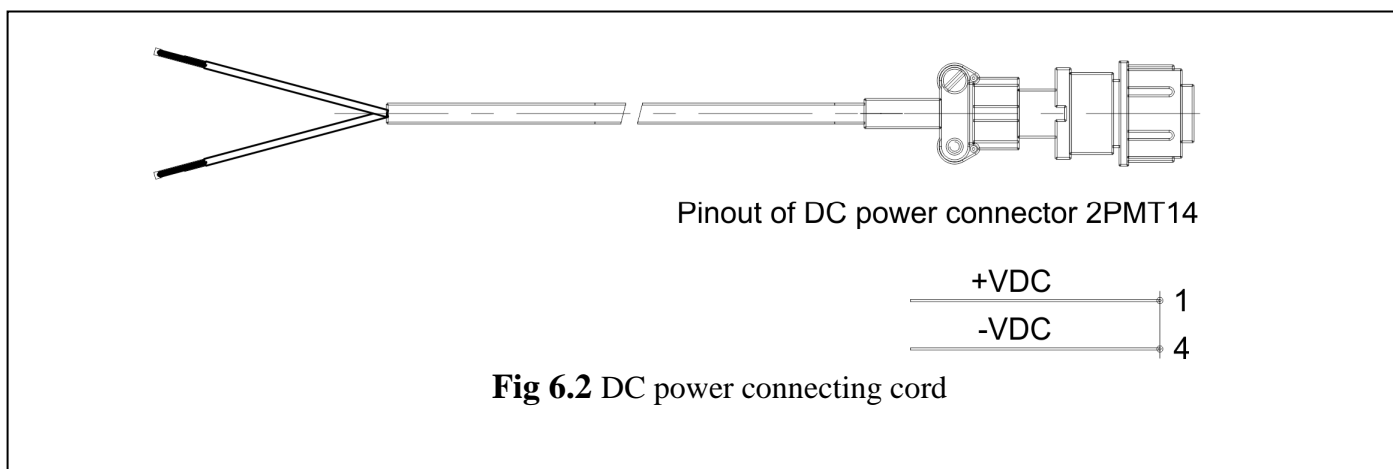 Pinout of DC power connector 2PMT14
+VDC
1
-VDC
4
Fig 6.2 DC power connecting cord